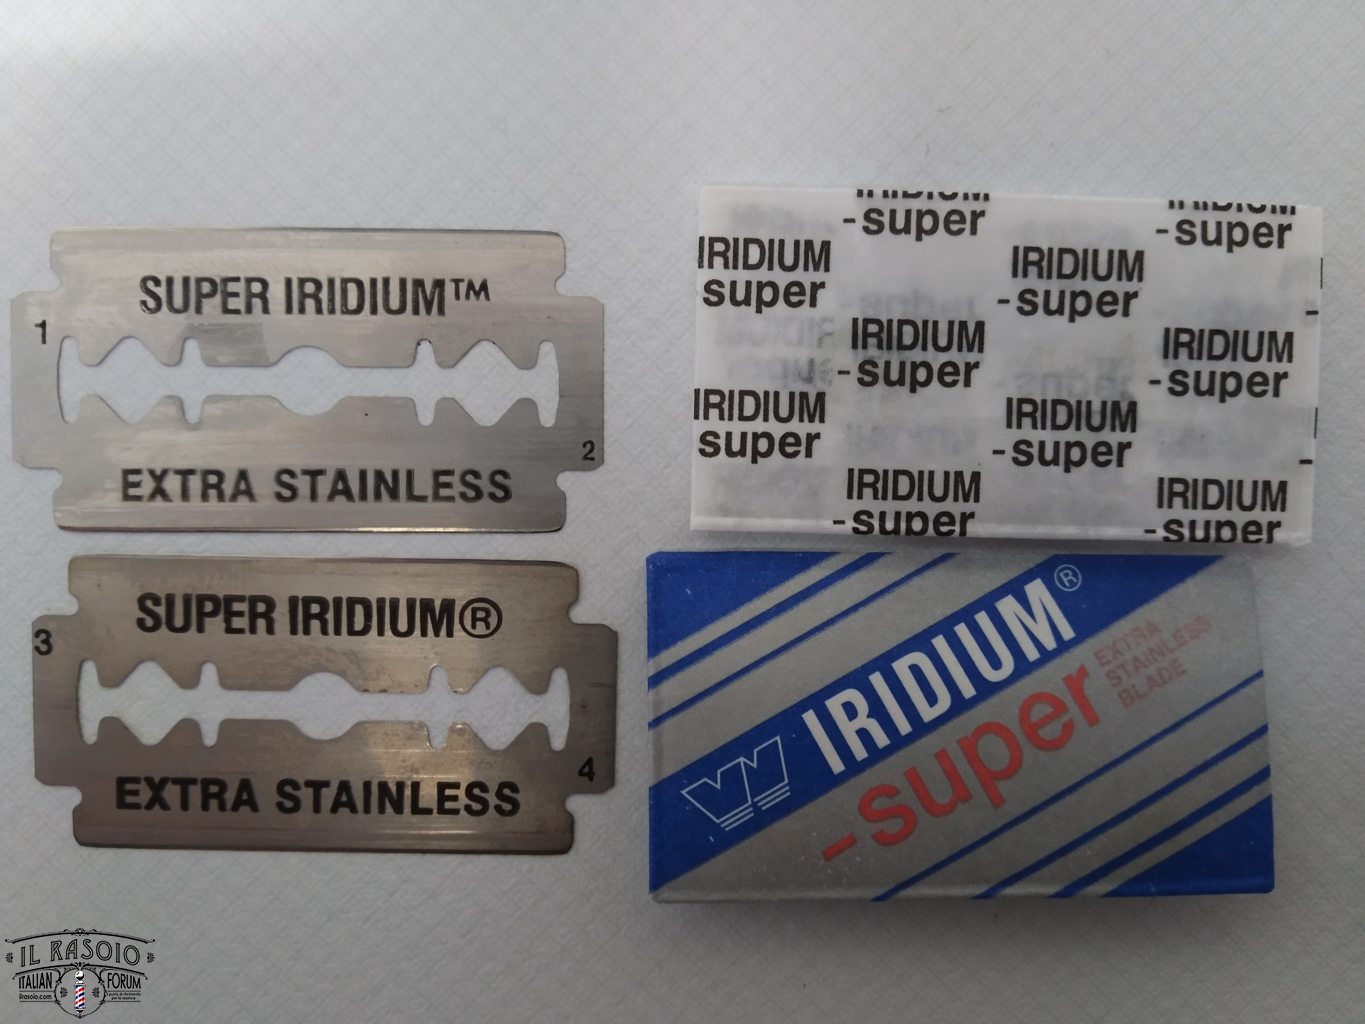 SUPER IRIDIUM™
1
2
EXTRA STAINLESS
SUPER IRIDIUM®
3
4
EXTRA STAINLESS
IRIDIUM
-super
IRIDIUM
-super
IRIDIUM
super
IRIDIUM
-super
IRIDIUM
-super
IRIDIUM
-super
IRIDIUM
super
IRIDIUM
-super
IRIDIUM
-super
IRIDIUM
-super
IRIDIUM®
-super
EXTRA
STAINLESS
BLADE
IL RASOIO
ITALIAN FORUM
ilrasoio.com